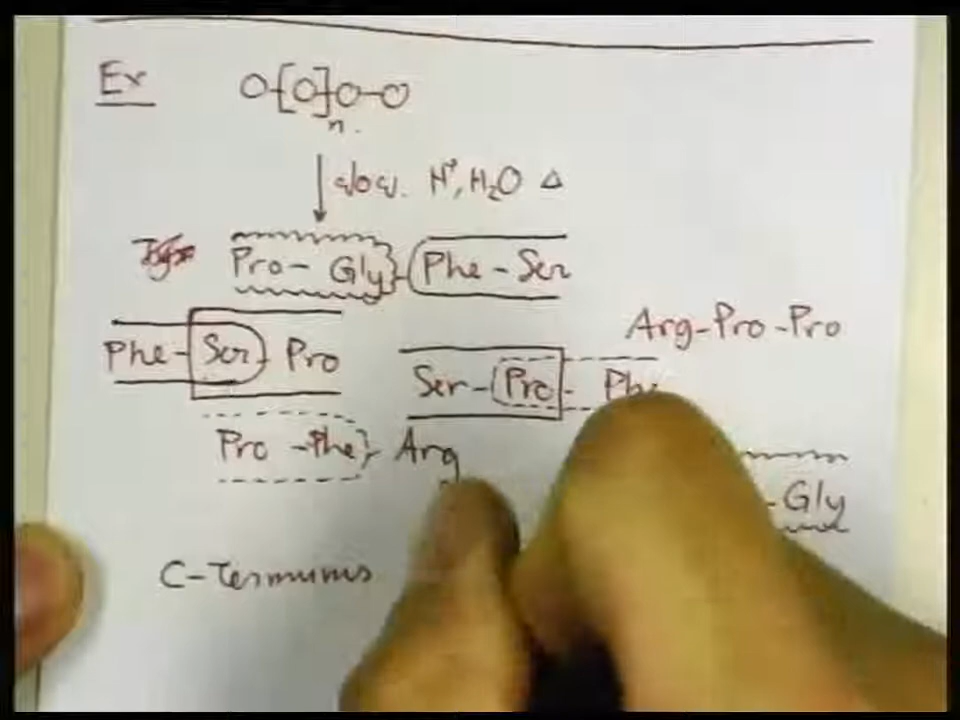 Ex
n.
H⁺, H₂O Δ
Pro- Gly - Phe - Ser
Arg-Pro-Pro
Phe - Ser - Pro
Ser - Pro - Phe
Pro - Phe - Arg
-Gly
C-Terminus